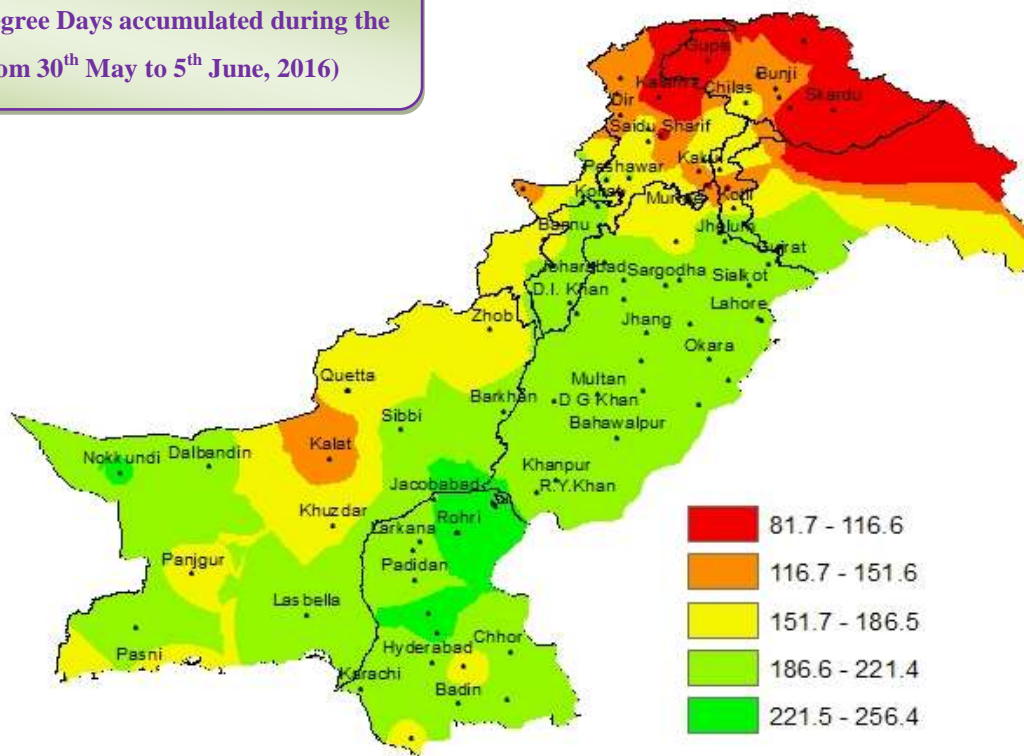 egree Days accumulated during the
om 30th May to 5th June, 2016)
Gupis
Bunji
Chilas
Skardu
Dir
Saidu Sharif
Kakul
Peshawar
Kohat
Murree
Kotli
Bannu
Jhelum
Gujrat
Joharabad
Sargodha
Sialkot
D.I. Khan
Lahore
Zhob
Jhang
Okara
Quetta
Multan
Barkhan
D G Khan
Sibbi
Bahawalpur
Kalat
Nokkundi
Dalbandin
Khanpur
Jacobabad
R.Y.Khan
Khuzdar
Rohri
Larkana
Panjgur
Padidan
Lasbella
Hyderabad
Chhor
Pasni
Karachi
Badin
81.7 - 116.6
116.7 - 151.6
151.7 - 186.5
186.6 - 221.4
221.5 - 256.4